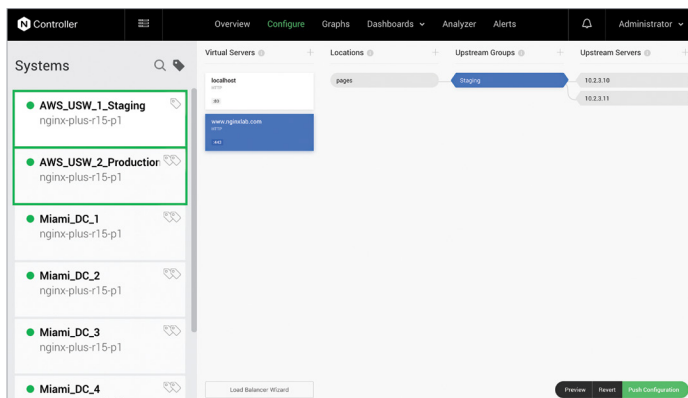 N Controller
Overview Configure Graphs Dashboards Analyzer Alerts Administrator
Systems
AWS_USW_1_Staging
nginx-plus-r15-p1
AWS_USW_2_Production
nginx-plus-r15-p1
Miami_DC_1
nginx-plus-r15-p1
Miami_DC_2
nginx-plus-r15-p1
Miami_DC_3
nginx-plus-r15-p1
Miami_DC_4
Virtual Servers
localhost
HTTP
80
www.nginxlab.com
HTTP
443
Locations
pages
Upstream Groups
Staging
Upstream Servers
10.2.3.10
10.2.3.11
Load Balancer Wizard
Preview Revert Push Configuration